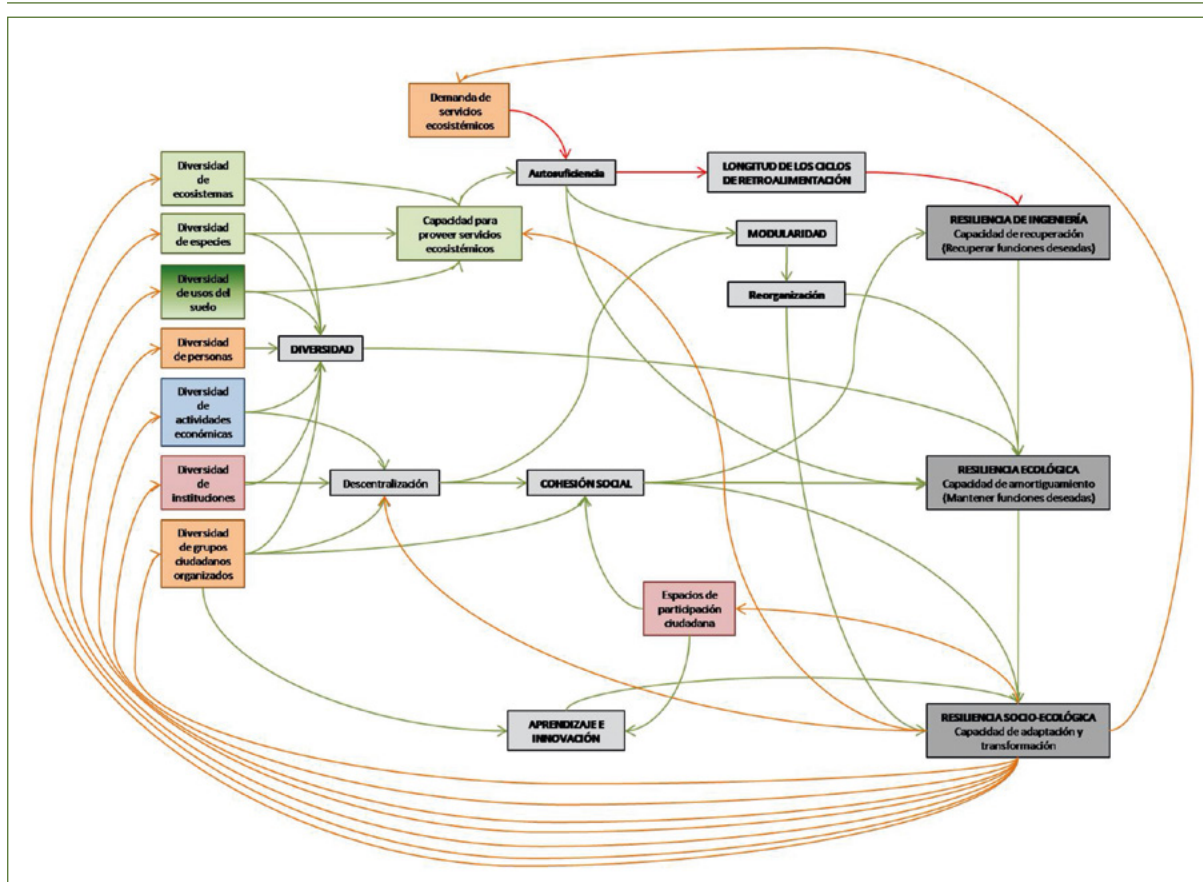 Demanda de
servicios
ecosistémicos
Diversidad
de
ecosistemas
Autosuficiencia
LONGITUD DE LOS CICLOS
DE RETROALIMENTACIÓN
Diversidad
de especies
Capacidad para
proveer servicios
ecosistémicos
MODULARIDAD
RESILIENCIA DE INGENIERÍA
Capacidad de recuperación
(Recuperar funciones deseadas)
Diversidad
de usos del
suelo
Reorganización
Diversidad
de personas
DIVERSIDAD
Diversidad
de
actividades
económicas
Diversidad
de
instituciones
Descentralización
COHESIÓN SOCIAL
RESILIENCIA ECOLÓGICA
Capacidad de amortiguamiento
(Mantener funciones deseadas)
Diversidad
de grupos
ciudadanos
organizados
Espacios de
participación
ciudadana
APRENDIZAJE E
INNOVACIÓN
RESILIENCIA SOCIO-ECOLÓGICA
Capacidad de adaptación y
transformación